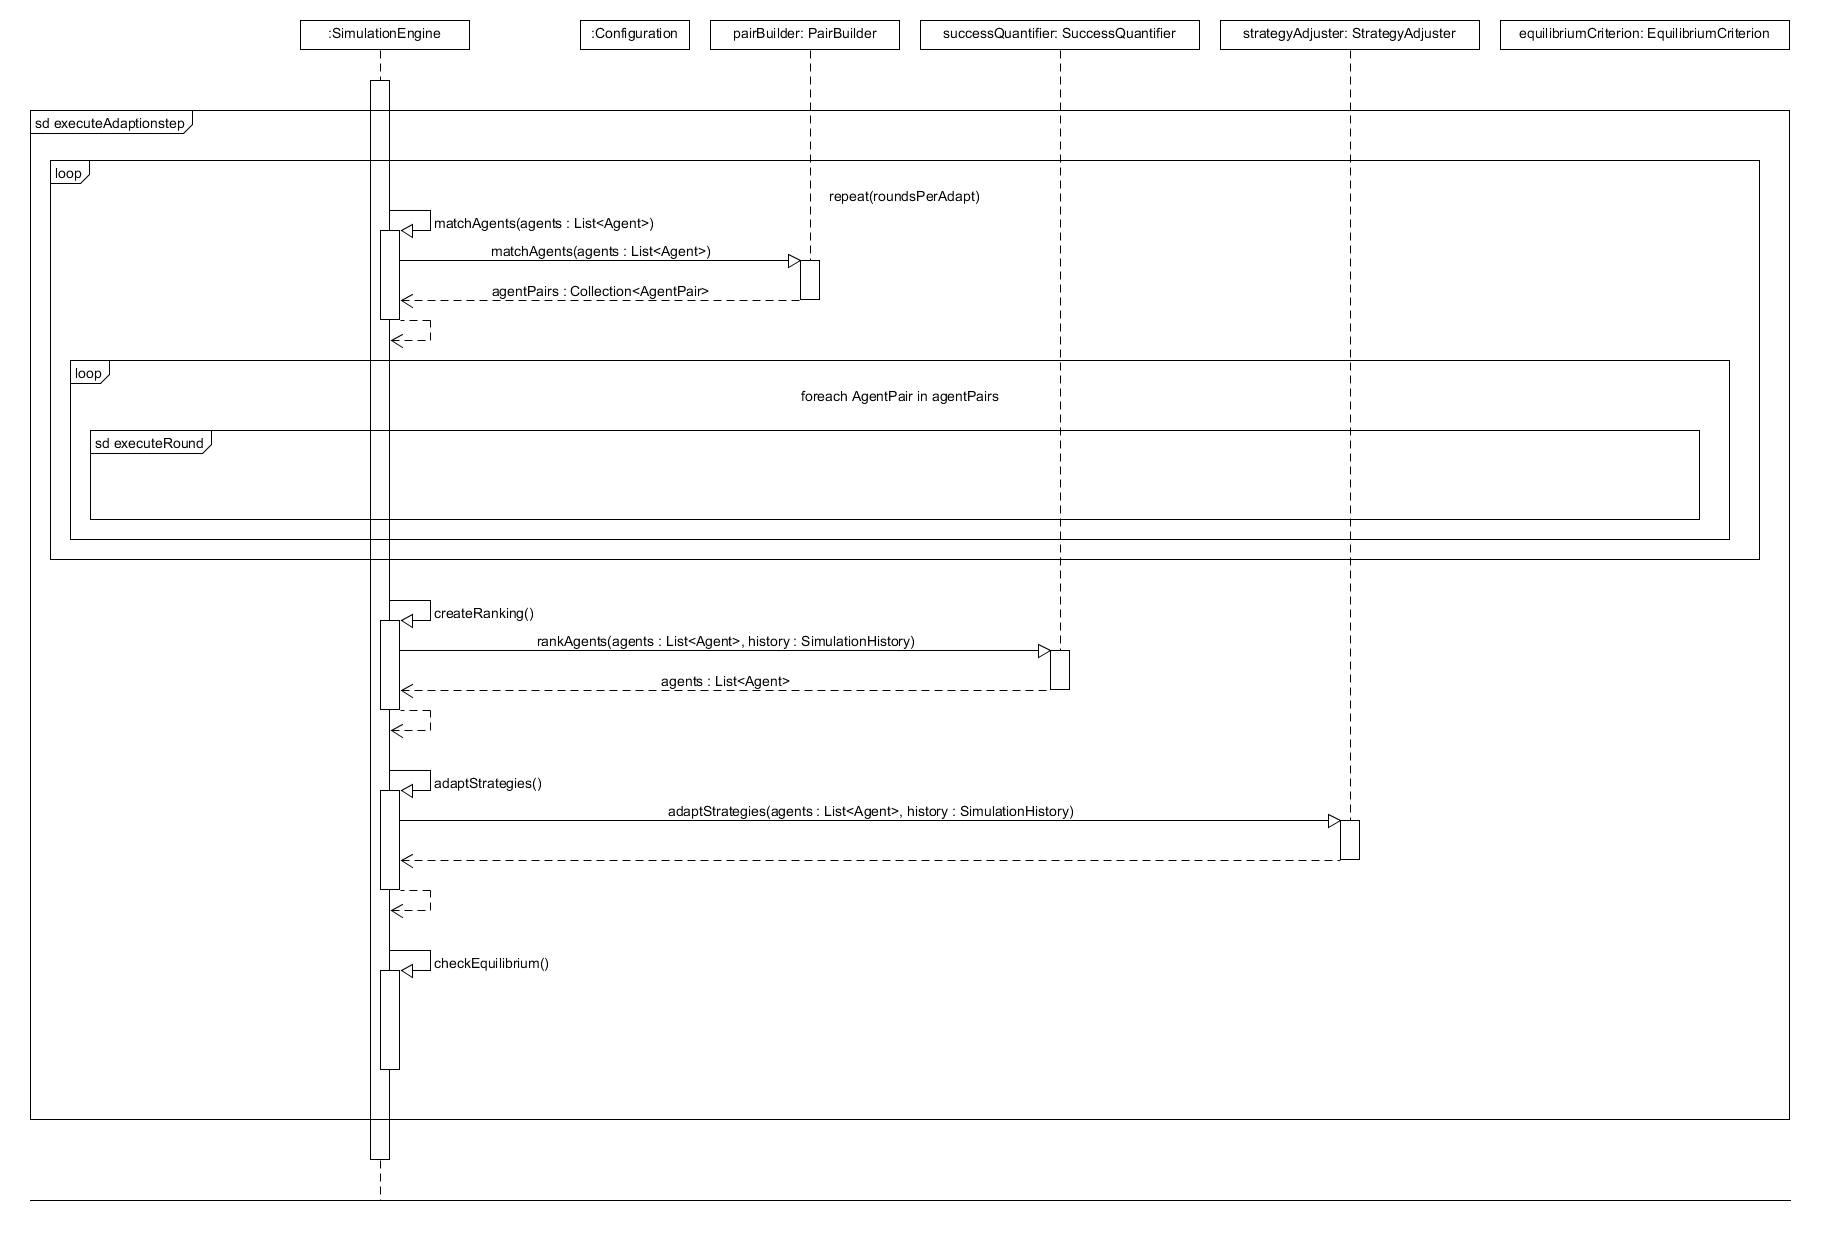 :SimulationEngine
:Configuration
pairBuilder: PairBuilder
successQuantifier: SuccessQuantifier
strategyAdjuster: StrategyAdjuster
equilibriumCriterion: EquilibriumCriterion
sd executeAdaptionstep
loop
repeat(roundsPerAdapt)
matchAgents(agents : List<Agent>)
matchAgents(agents : List<Agent>)
agentPairs : Collection<AgentPair>
loop
foreach AgentPair in agentPairs
sd executeRound
createRanking()
rankAgents(agents : List<Agent>, history : SimulationHistory)
agents : List<Agent>
adaptStrategies()
adaptStrategies(agents : List<Agent>, history : SimulationHistory)
checkEquilibrium()